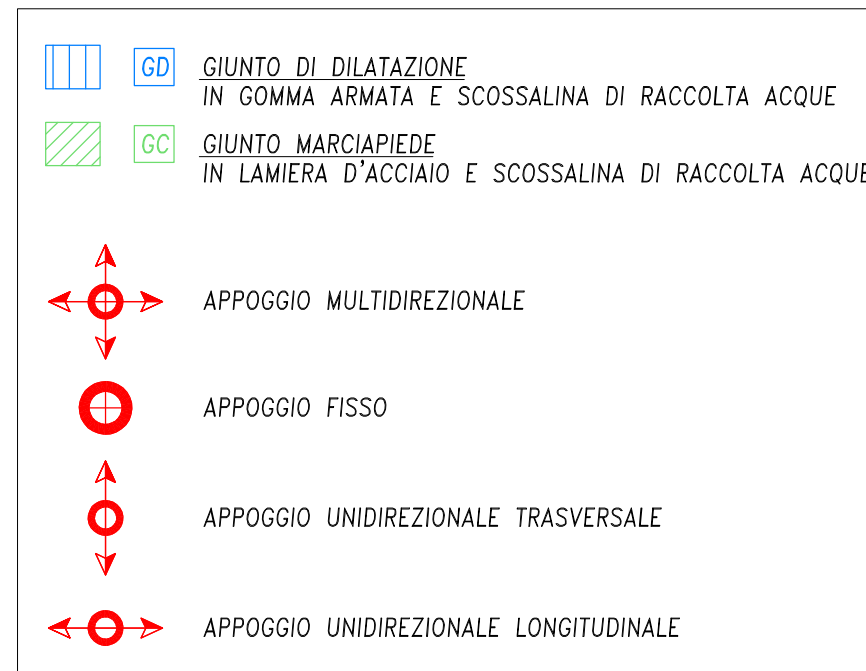 GD GIUNTO DI DILATAZIONE
IN GOMMA ARMATA E SCOSSALINA DI RACCOLTA ACQUE
GC GIUNTO MARCIAPIEDE
IN LAMIERA D'ACCIAIO E SCOSSALINA DI RACCOLTA ACQUE
APPOGGIO MULTIDIREZIONALE
APPOGGIO FISSO
APPOGGIO UNIDIREZIONALE TRASVERSALE
APPOGGIO UNIDIREZIONALE LONGITUDINALE